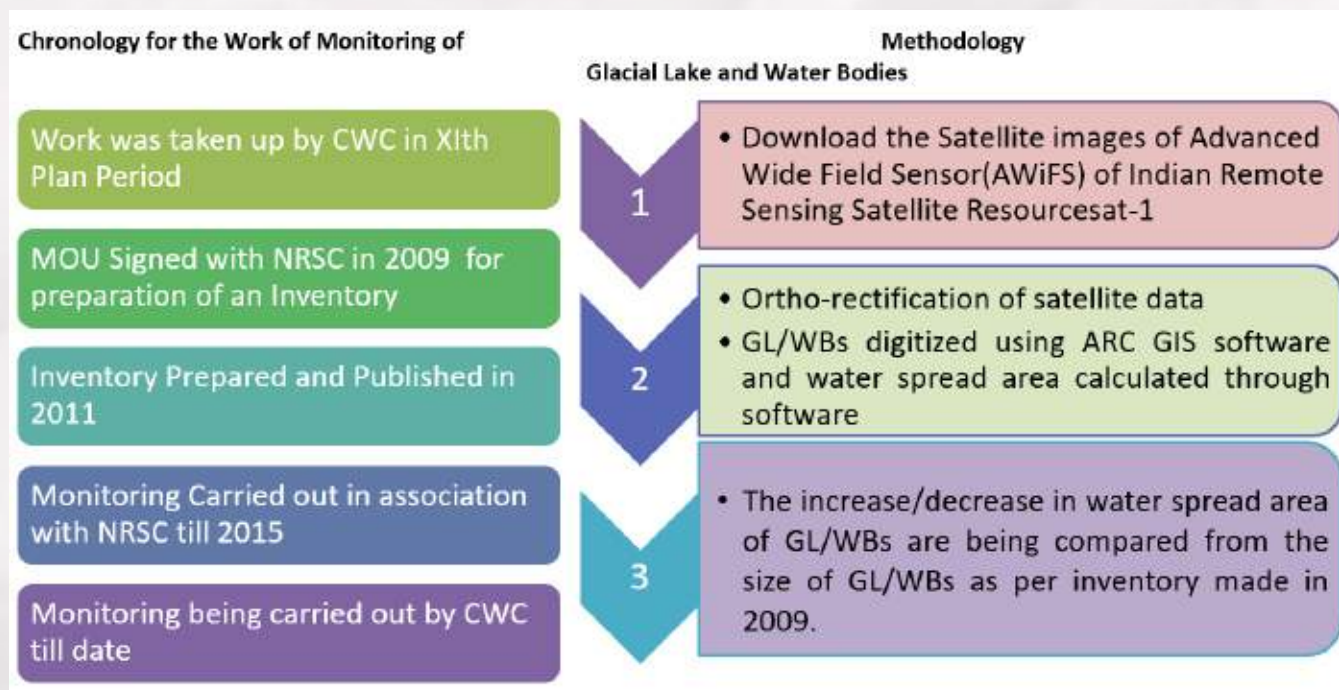 Chronology for the Work of Monitoring of
Glacial Lake and Water Bodies
Work was taken up by CWC in XIth
Plan Period
MOU Signed with NRSC in 2009 for
preparation of an Inventory
Inventory Prepared and Published in
2011
Monitoring Carried out in association
with NRSC till 2015
Monitoring being carried out by CWC
till date
Methodology
1
• Download the Satellite images of Advanced
Wide Field Sensor(AWiFS) of Indian Remote
Sensing Satellite Resourcesat-1
2
• Ortho-rectification of satellite data
• GL/WBs digitized using ARC GIS software
and water spread area calculated through
software
3
• The increase/decrease in water spread area
of GL/WBs are being compared from the
size of GL/WBs as per inventory made in
2009.